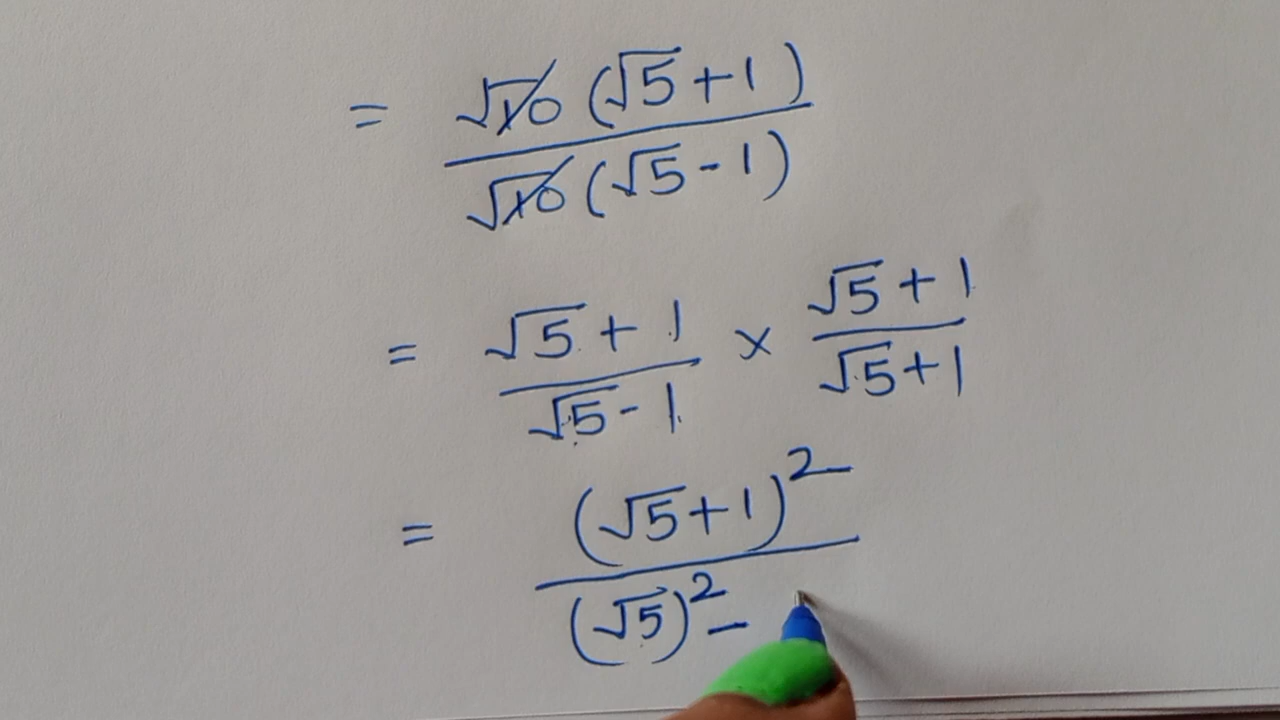 = √10 (√5 + 1) / √10 (√5 - 1)
= √5 + 1 / √5 - 1 × √5 + 1 / √5 + 1
= (√5 + 1)² / (√5)² -